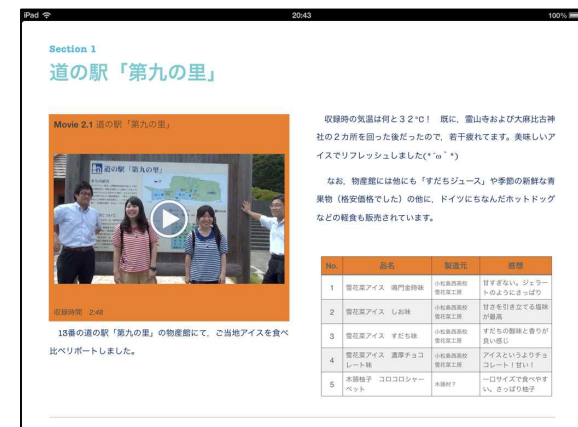 iPad
20:43
100%
Section 1
道の駅「第九の里」
Movie 2.1 道の駅「第九の里」
道の駅「第九の里」
収録時間 2:48
13番の道の駅「第九の里」の物産館にて，ご当地アイスを食べ
比べリポートしました。
収録時の気温は何と３２℃！ 既に，霊山寺および大麻比古神
社の２カ所を回った後だったので，若干疲れてます。美味しいア
イスでリフレッシュしました(*´ω｀*)
なお，物産館には他にも「すだちジュース」や季節の新鮮な青
果物（格安価格でした）の他に，ドイツにちなんだホットドッグ
などの軽食も販売されています。
No. 品名 製造元 感想
1 雪花菜アイス 鳴門金時味 小松島西高校 雪花菜工房 甘すぎない。ジェラー
トのようにさっぱり
2 雪花菜アイス しお味 小松島西高校 雪花菜工房 甘さを引き立てる塩味
が最高
3 雪花菜アイス すだち味 小松島西高校 雪花菜工房 すだちの酸味と香りが
良い感じ
4 雪花菜アイス 濃厚チョコ
レート味 小松島西高校 雪花菜工房 アイスというよりチョ
コレート！甘い！
5 木頭柚子 コロコロシャー
ベット 木頭村？ 一口サイズで食べやす
い。さっぱり柚子